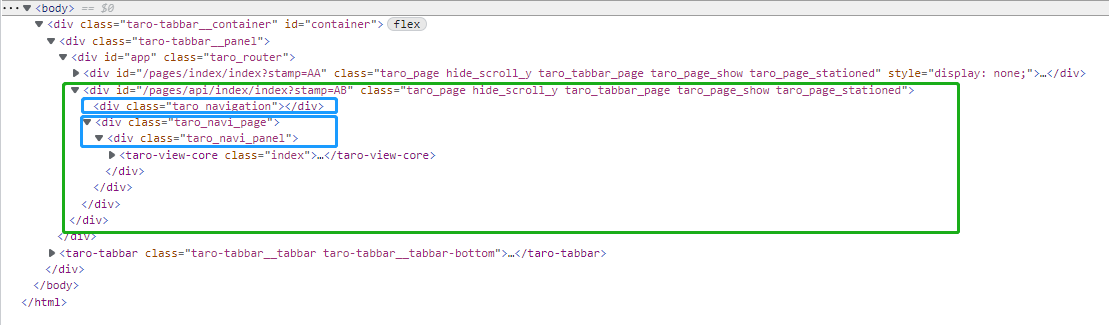 <body> == $0
<div class="taro-tabbar__container" id="container"> flex
<div class="taro-tabbar__panel">
<div id="app" class="taro_router">
<div id="/pages/index/index?stamp=AA" class="taro_page hide_scroll_y taro_tabbar_page taro_page_show taro_page_stationed" style="display: none;">…</div>
<div id="/pages/api/index/index?stamp=AB" class="taro_page hide_scroll_y taro_tabbar_page taro_page_show taro_page_stationed">
<div class="taro_navigation"></div>
<div class="taro_navi_page">
<div class="taro_navi_panel">
<taro-view-core class="index">…</taro-view-core>
</div>
</div>
</div>
</div>
</div>
<taro-tabbar class="taro-tabbar__tabbar taro-tabbar__tabbar-bottom">…</taro-tabbar>
</div>
</body>
</html>